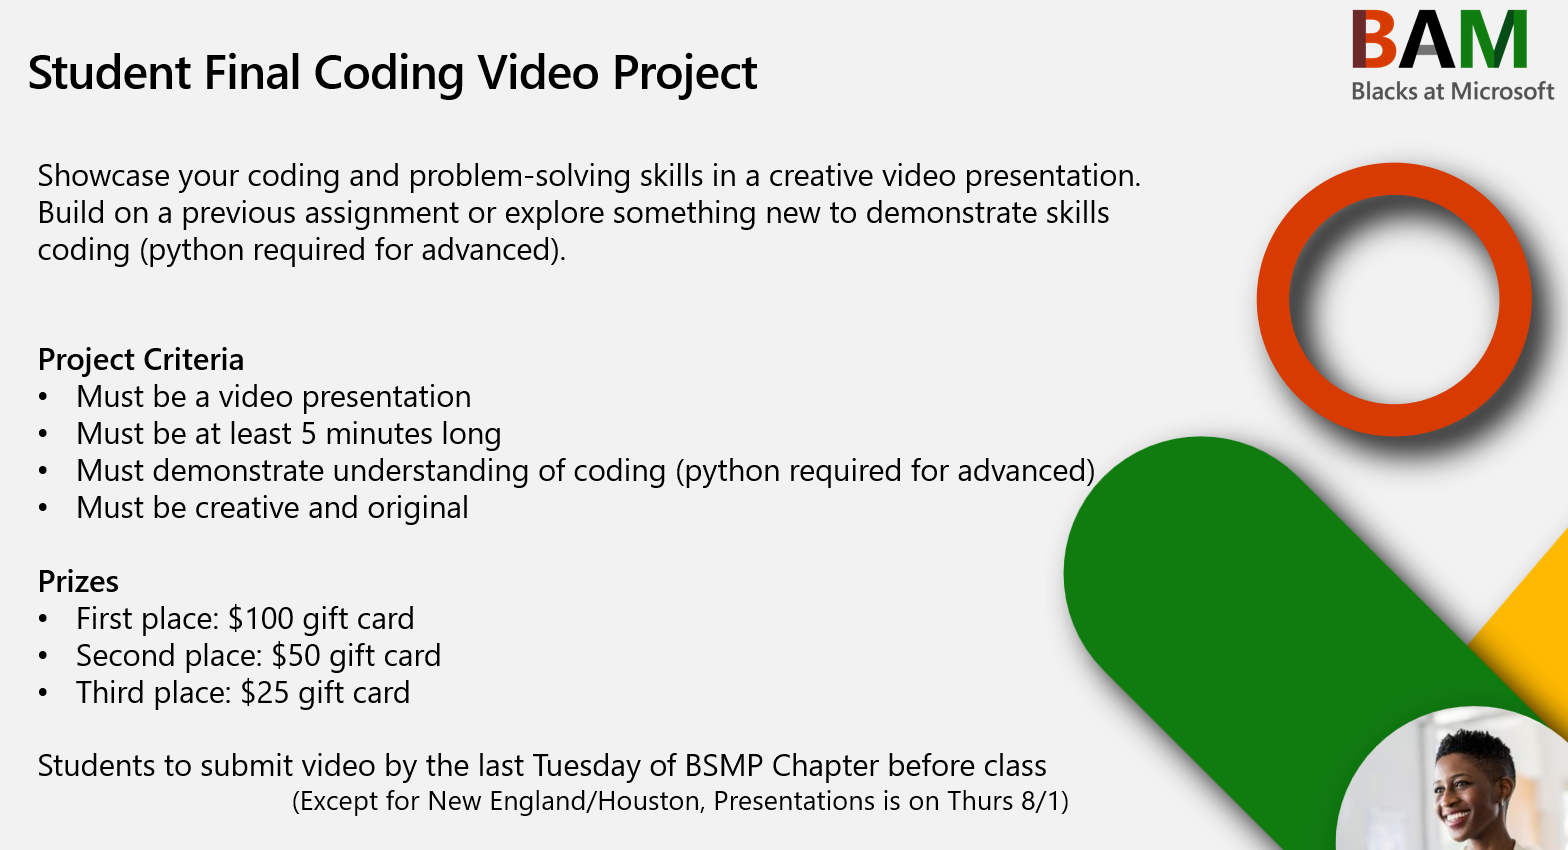 BAM
Blacks at Microsoft
Student Final Coding Video Project
Showcase your coding and problem-solving skills in a creative video presentation.
Build on a previous assignment or explore something new to demonstrate skills
coding (python required for advanced).
Project Criteria
• Must be a video presentation
• Must be at least 5 minutes long
• Must demonstrate understanding of coding (python required for advanced)
• Must be creative and original
Prizes
• First place: $100 gift card
• Second place: $50 gift card
• Third place: $25 gift card
Students to submit video by the last Tuesday of BSMP Chapter before class
(Except for New England/Houston, Presentations is on Thurs 8/1)